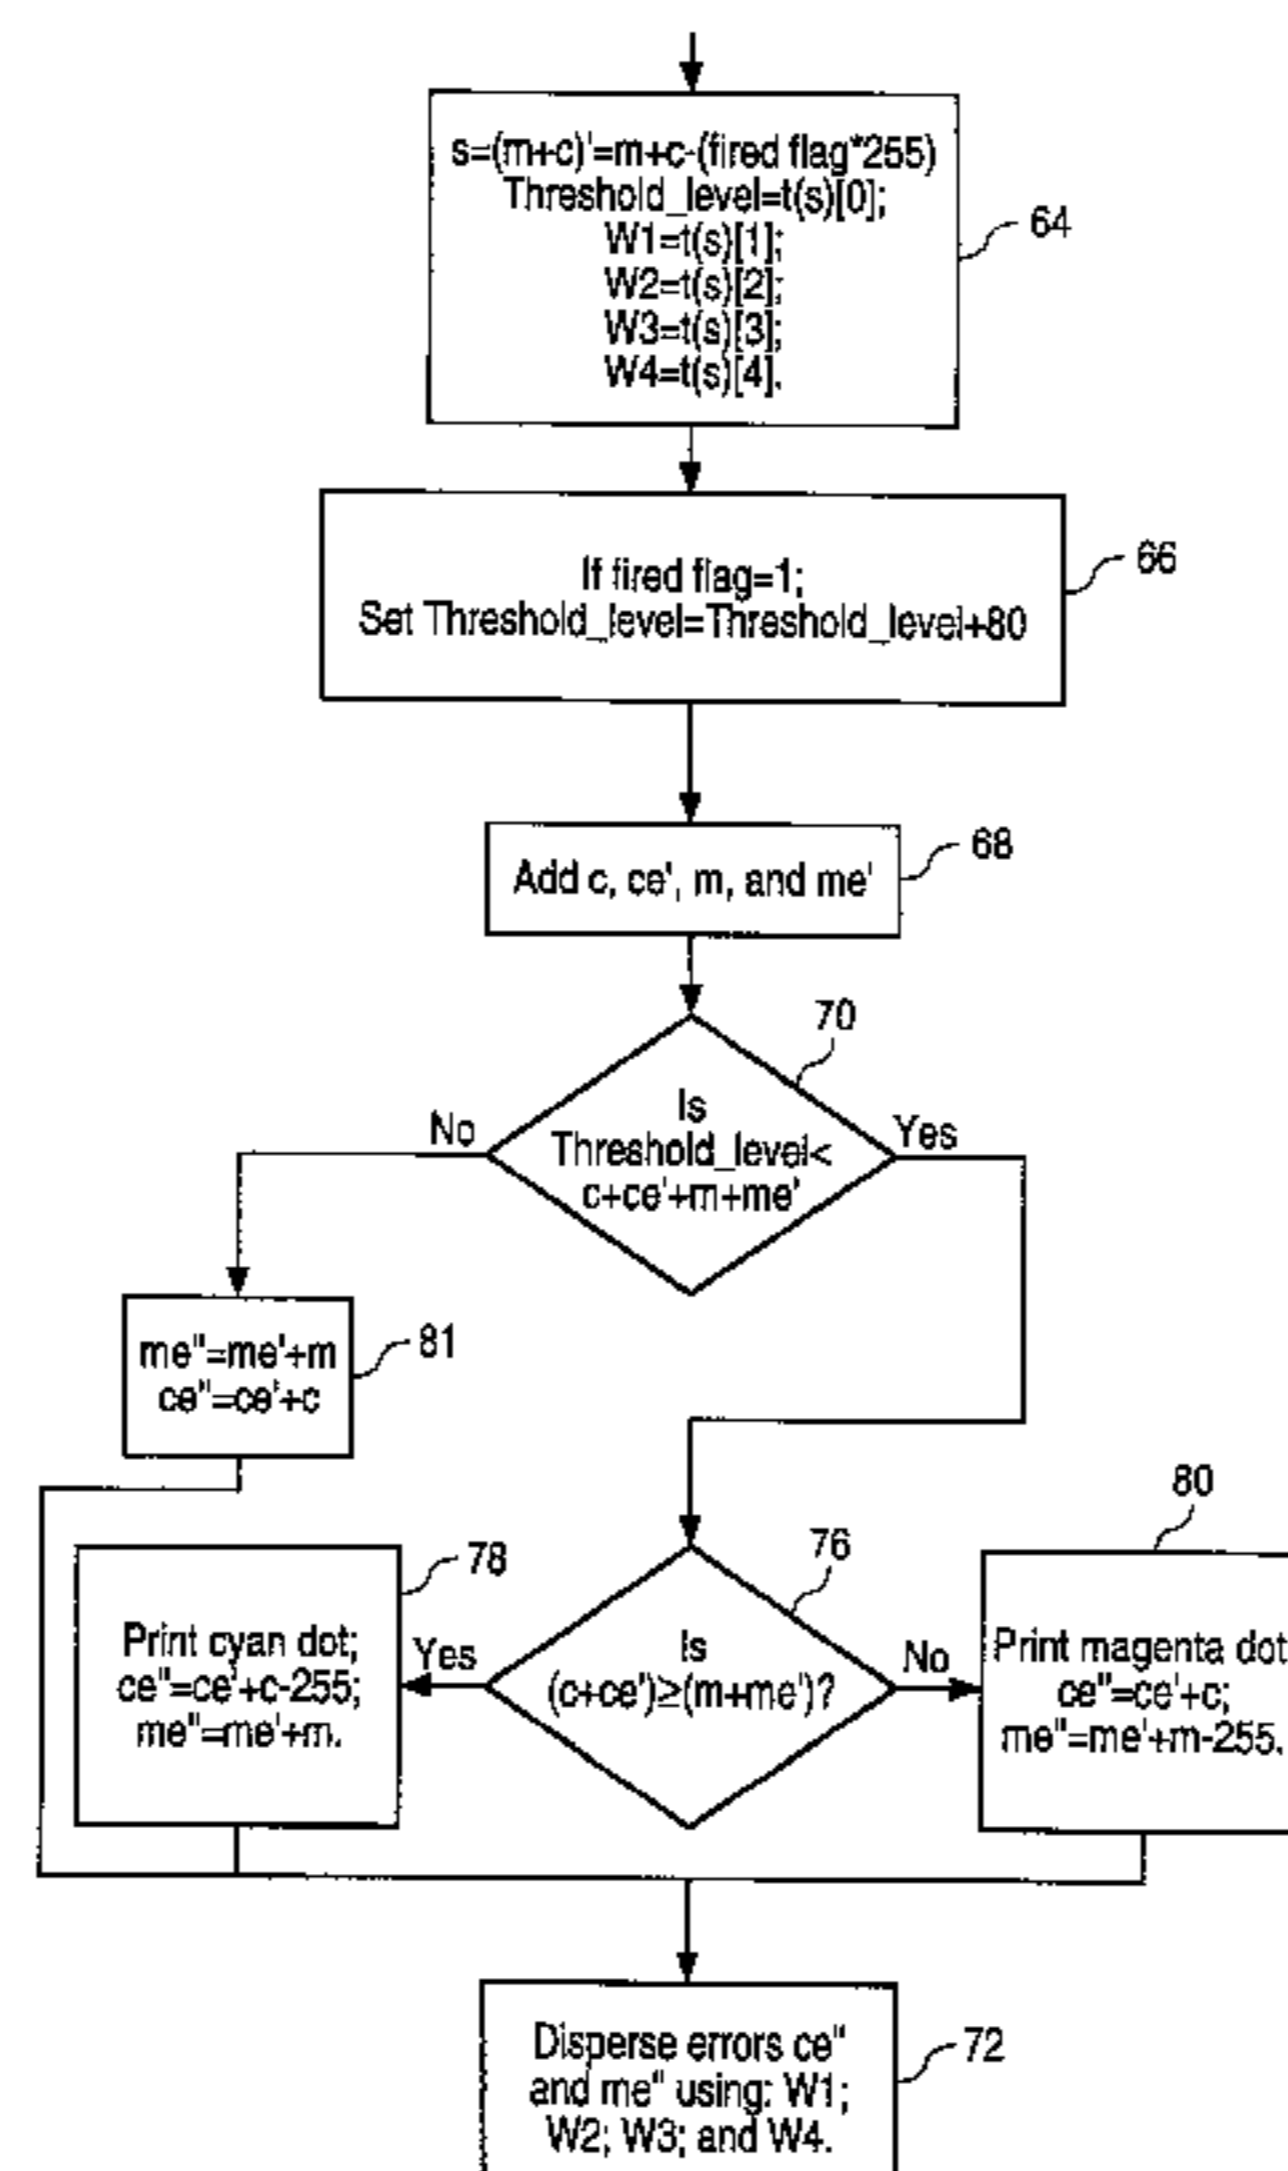 s=(m+c)'=m+c-(fired flag*255)
Threshold_level=t(s)[0];
W1=t(s)[1];
W2=t(s)[2];
W3=t(s)[3];
W4=t(s)[4].
64
If fired flag=1;
Set Threshold_level=Threshold_level+80
66
Add c, ce', m, and me'
68
70
Is
Threshold_level<
c+ce'+m+me'
No
Yes
me"=me'+m
ce"=ce'+c
81
80
78
76
Print cyan dot;
ce"=ce'+c-255;
me"=me'+m.
Yes
Is
(c+ce')≥(m+me')?
No
Print magenta dot
ce"=ce'+c;
me"=me'+m-255.
Disperse errors ce"
and me" using: W1;
W2; W3; and W4.
72